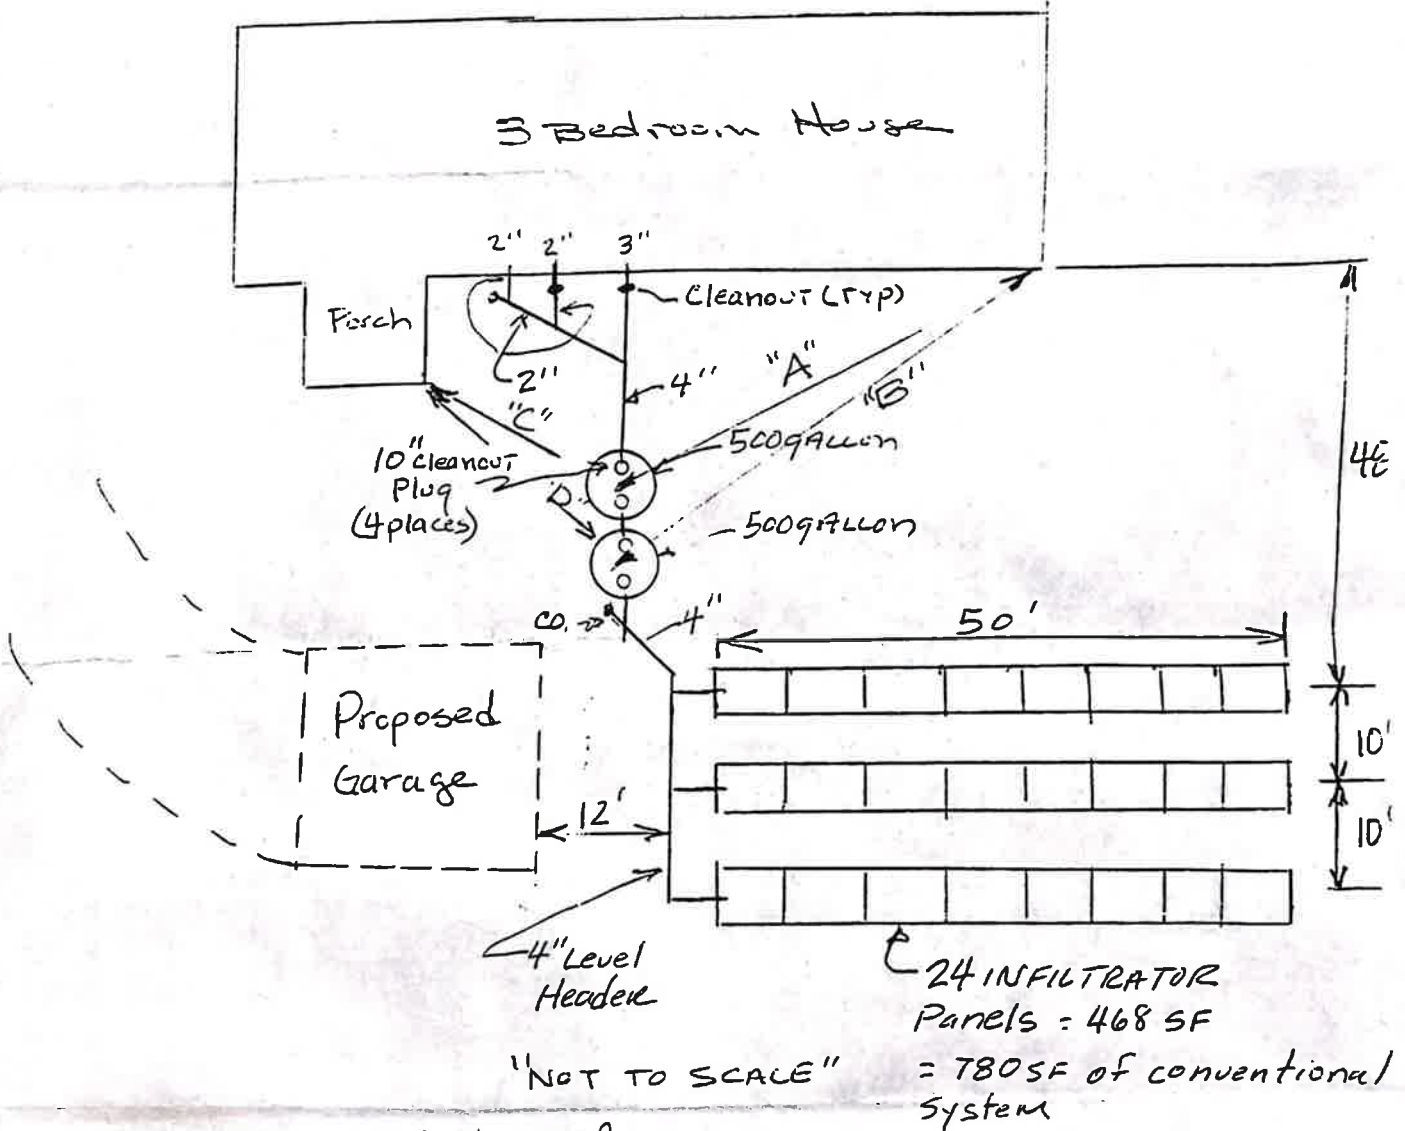 3 Bedroom House
2" 2" 3"
Cleanout (TYP)
Porch
2"
4"
"A"
"B"
"C"
500 gallon
10" Cleanout
Plug
(4 places)
D.
500 gallon
CO.
4"
50'
Proposed
Garage
12'
10'
10'
4" Level
Header
24 INFILTRATOR
Panels = 468 SF
"NOT TO SCALE"
= 780 SF of conventional
System